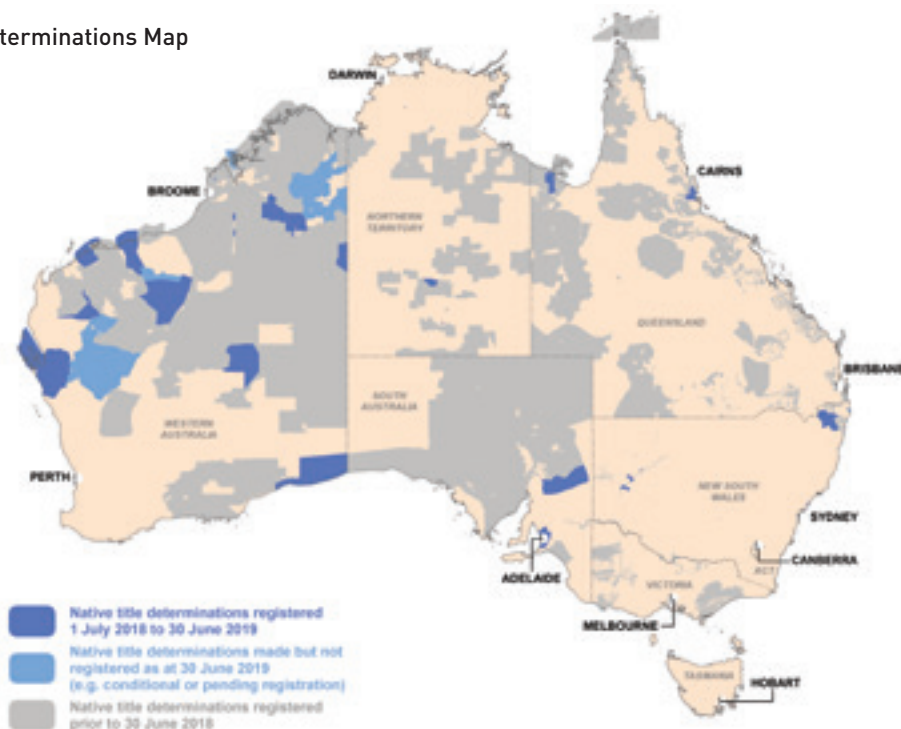 terminations Map
DARWIN
CAIRNS
BROOME
NORTHERN
TERRITORY
QUEENSLAND
BRISBANE
SOUTH
AUSTRALIA
WESTERN
AUSTRALIA
PERTH
NEW SOUTH
WALES
SYDNEY
CANBERRA
ACT
ADELAIDE
VICTORIA
MELBOURNE
TASMANIA
HOBART
Native title determinations registered
1 July 2018 to 30 June 2019
Native title determinations made but not
registered as at 30 June 2019
(e.g. conditional or pending registration)
Native title determinations registered
prior to 30 June 2018